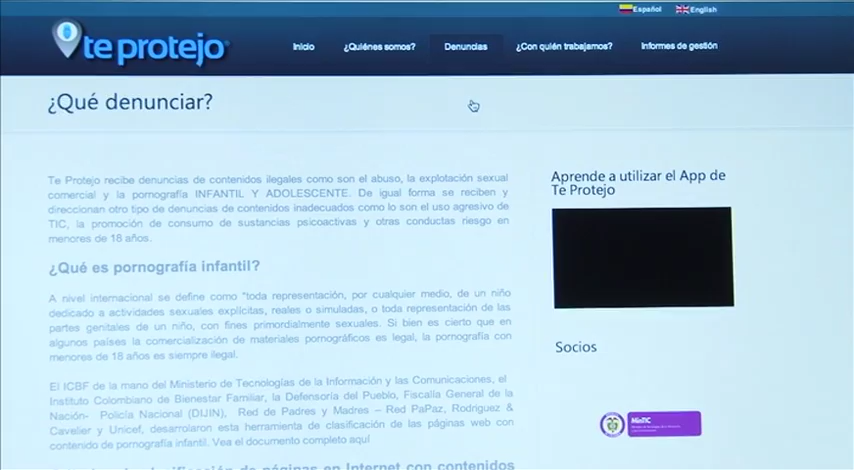 Español English
te protejo
Inicio ¿Quiénes somos? Denuncias ¿Con quién trabajamos? Informes de gestión
¿Qué denunciar?
Te Protejo recibe denuncias de contenidos ilegales como son el abuso, la explotación sexual
comercial y la pornografía INFANTIL Y ADOLESCENTE. De igual forma se reciben y
direccionan otro tipo de denuncias de contenidos inadecuados como lo son el uso agresivo de
TIC, la promoción de consumo de sustancias psicoactivas y otras conductas riesgo en
menores de 18 años.
¿Qué es pornografía infantil?
A nivel internacional se define como "toda representación, por cualquier medio, de un niño
dedicado a actividades sexuales explícitas, reales o simuladas, o toda representación de las
partes genitales de un niño, con fines primordialmente sexuales. Si bien es cierto que en
algunos países la comercialización de materiales pornográficos es legal, la pornografía con
menores de 18 años es siempre ilegal.
El ICBF de la mano del Ministerio de Tecnologías de la Información y las Comunicaciones, el
Instituto Colombiano de Bienestar Familiar, la Defensoría del Pueblo, Fiscalía General de la
Nación- Policía Nacional (DIJIN), Red de Padres y Madres – Red PaPaz, Rodriguez &
Cavelier y Unicef, desarrollaron esta herramienta de clasificación de las páginas web con
contenido de pornografía infantil. Vea el documento completo aquí
de páginas en Internet con contenidos
Aprende a utilizar el App de
Te Protejo
Socios
MinTIC